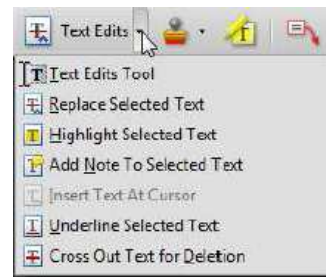 Text Edits
Text Edits Tool
Replace Selected Text
Highlight Selected Text
Add Note To Selected Text
Insert Text At Cursor
Underline Selected Text
Cross Out Text for Deletion